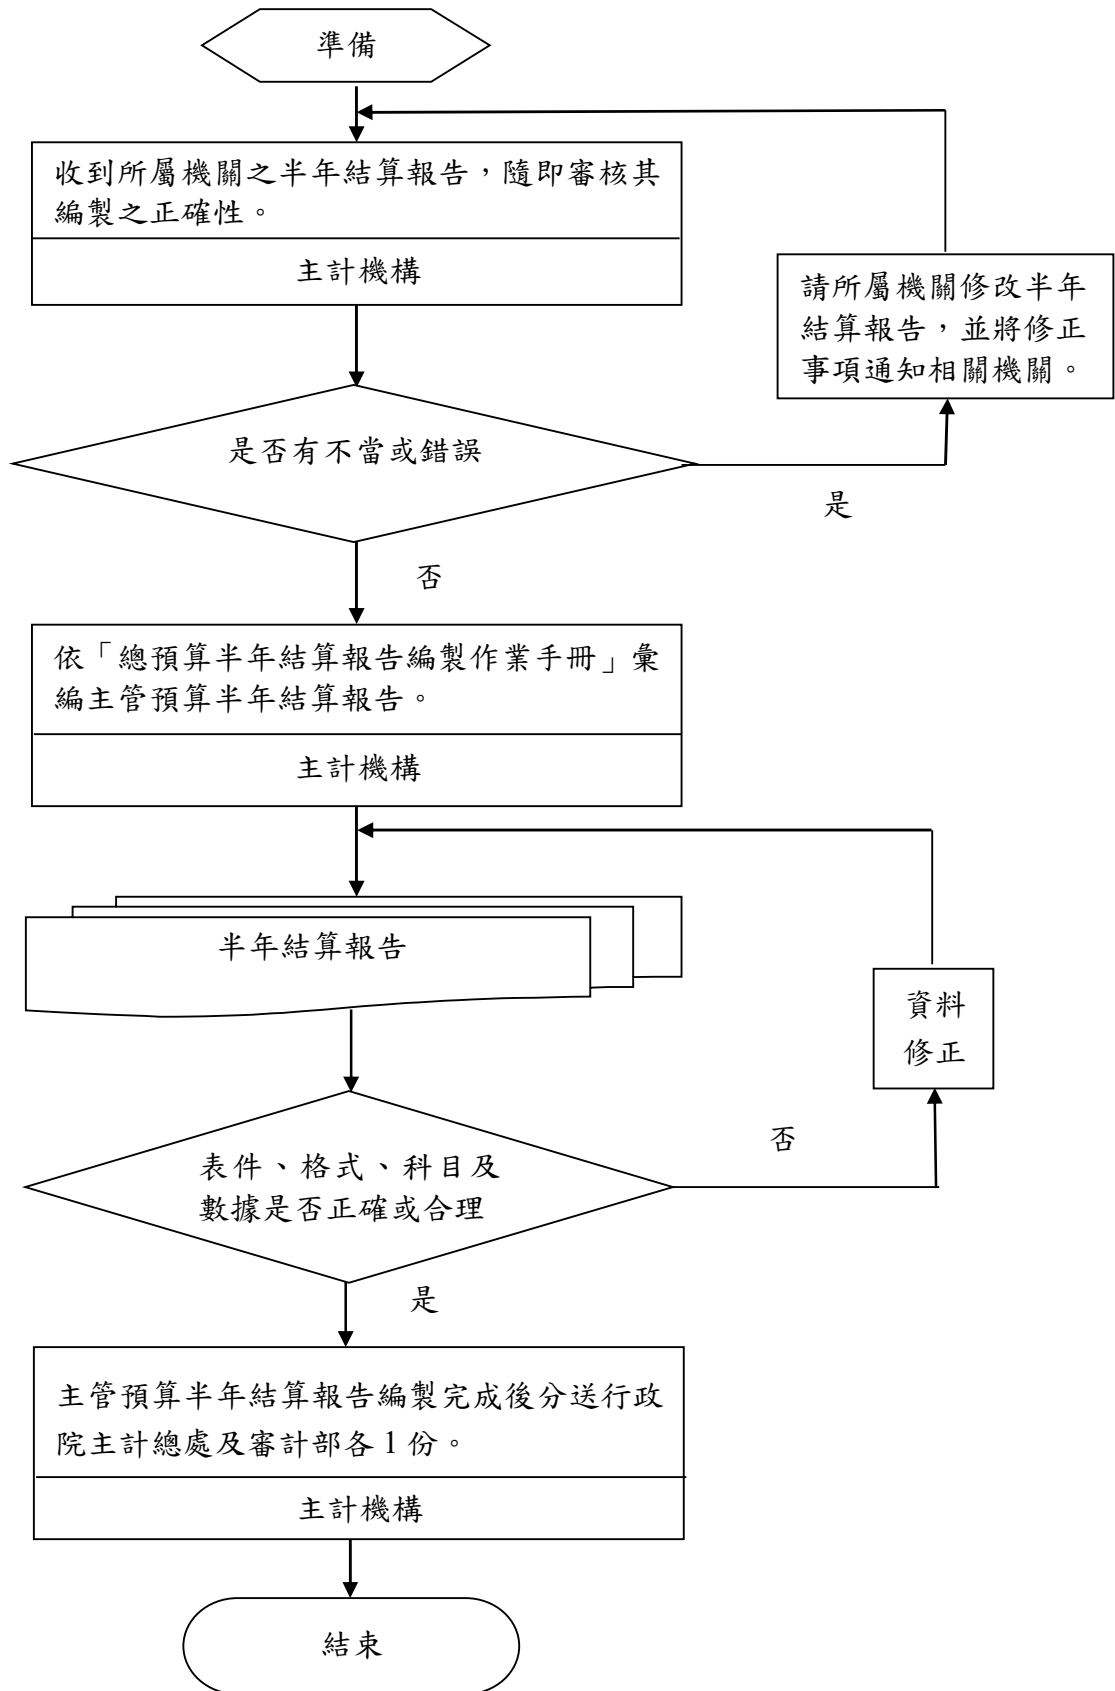 準備
收到所屬機關之半年結算報告，隨即審核其
編製之正確性。
主計機構
請所屬機關修改半年
結算報告，並將修正
事項通知相關機關。
是否有不當或錯誤
是
否
依「總預算半年結算報告編製作業手冊」彙
編主管預算半年結算報告。
主計機構
半年結算報告
資料
修正
表件、格式、科目及
數據是否正確或合理
否
是
主管預算半年結算報告編製完成後分送行政
院主計總處及審計部各1份。
主計機構
結束